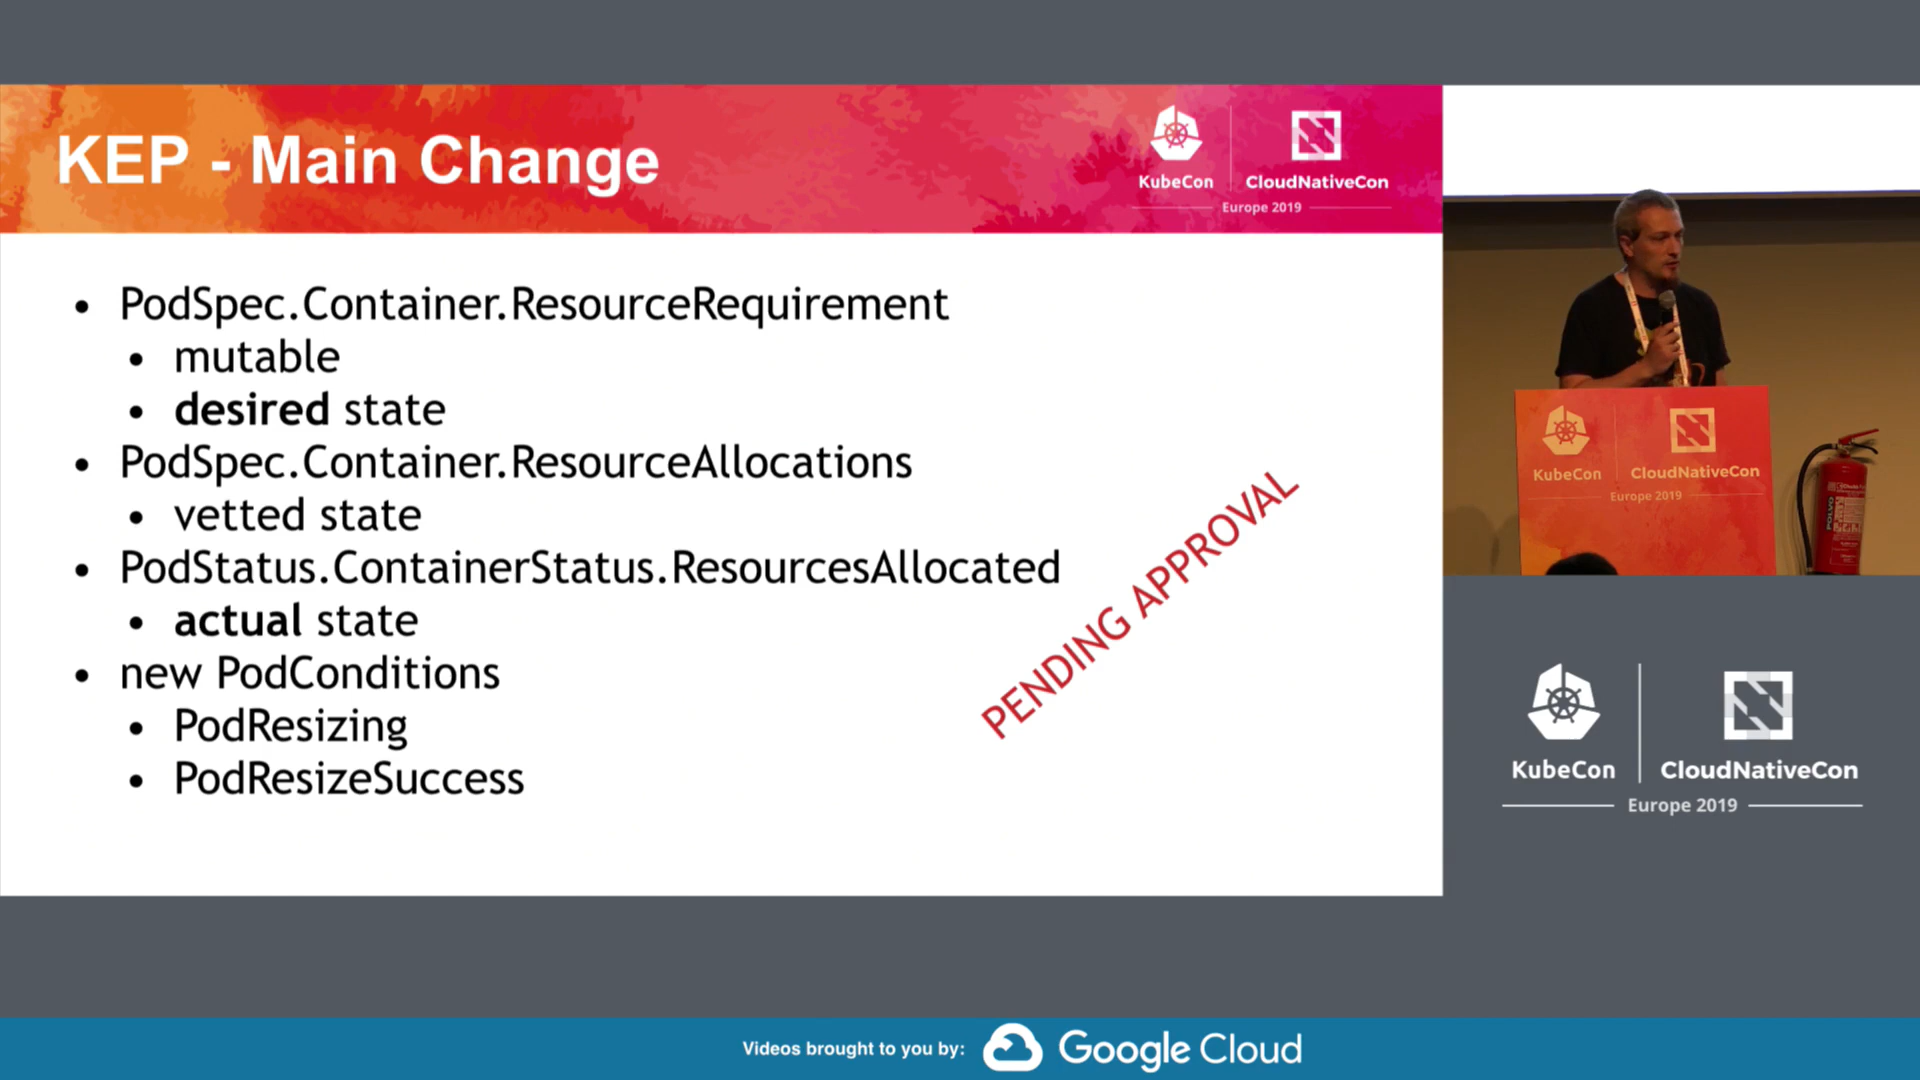 KEP - Main Change
KubeCon
CloudNativeCon
Europe 2019
PodSpec.Container.ResourceRequirement
mutable
desired state
PodSpec.Container.ResourceAllocations
vetted state
PodStatus.ContainerStatus.ResourcesAllocated
actual state
new PodConditions
PodResizing
PodResizeSuccess
PENDING APPROVAL
KubeCon
CloudNativeCon
Europe 2019
POLVO
KubeCon
CloudNativeCon
Europe 2019
Videos brought to you by:
Google Cloud